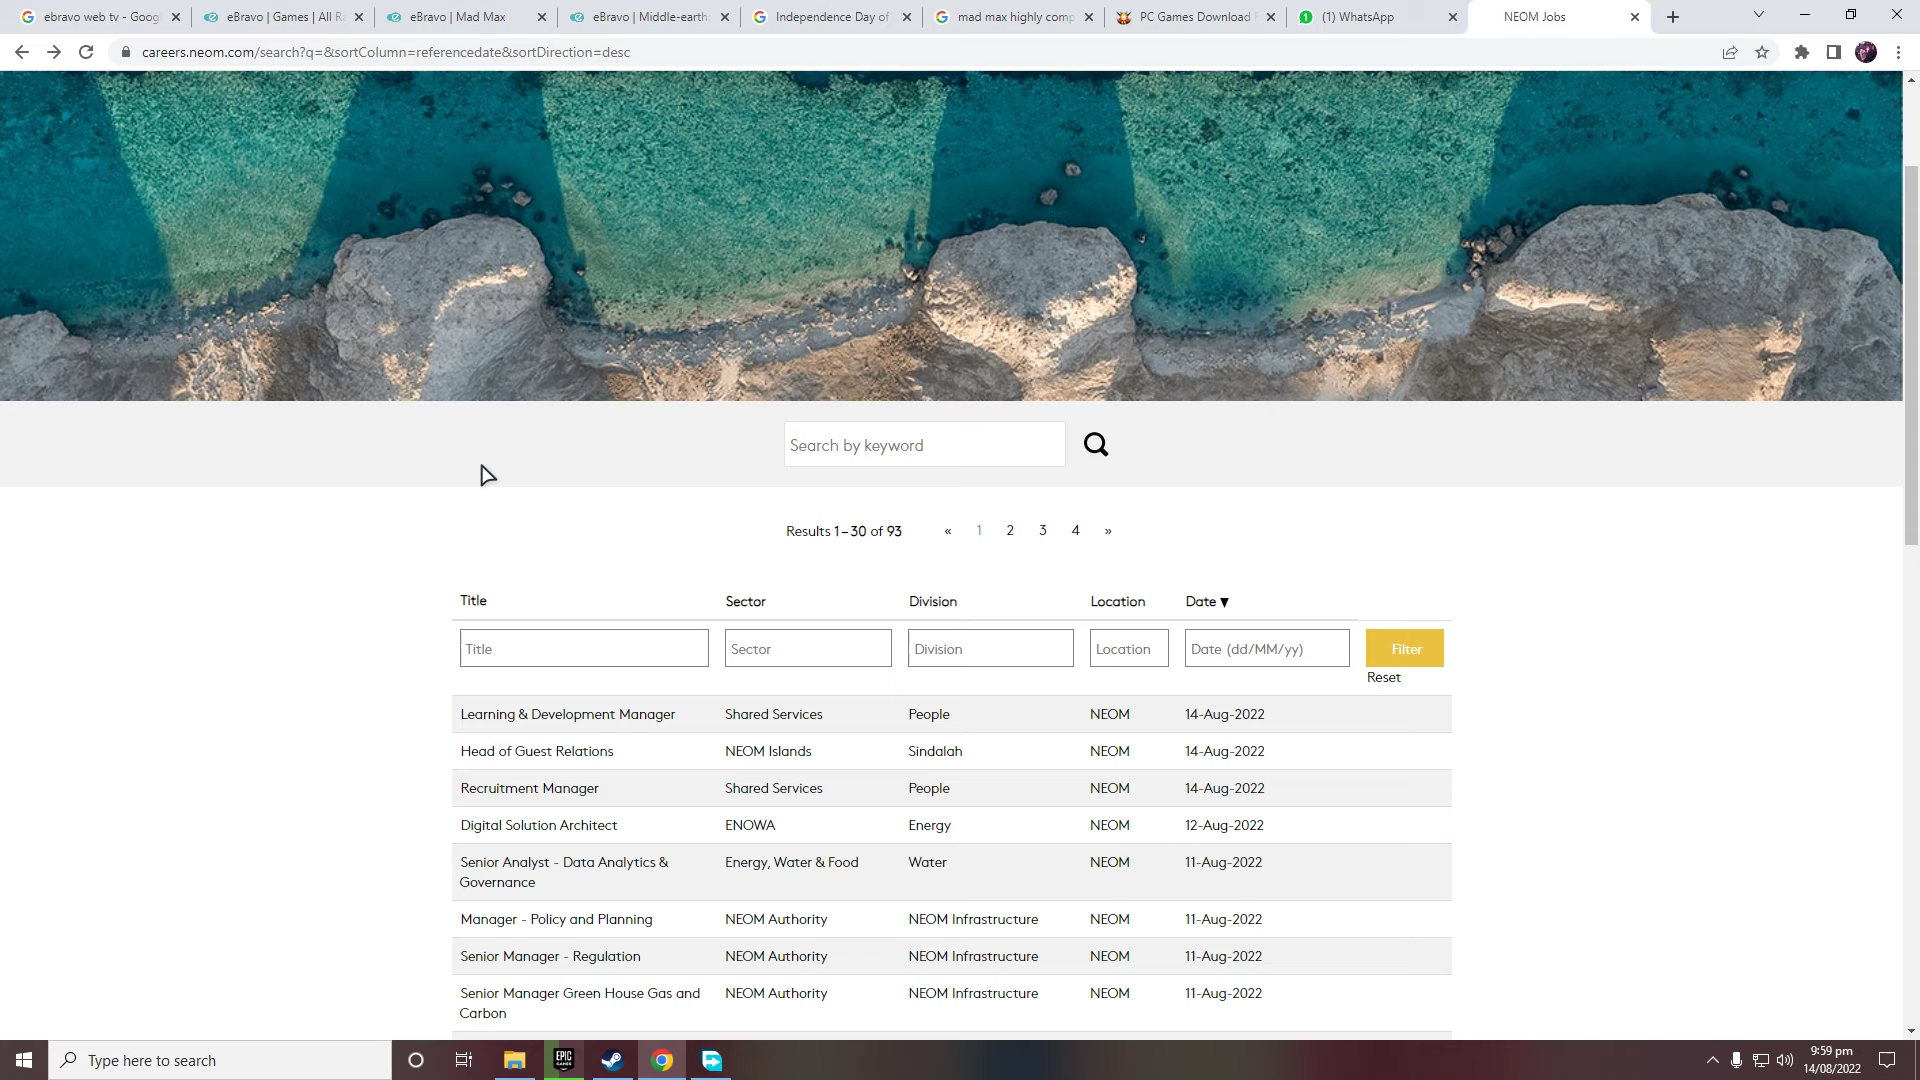 ebravo web tv - Goog
eBravo | Games | All R
eBravo | Mad Max
eBravo | Middle-earth:
Independence Day of
mad max highly comp
PC Games Download
(1) WhatsApp
NEOM Jobs
careers.neom.com/search?q=&sortColumn=referencedate&sortDirection=desc
Search by keyword
Results 1–30 of 93 « 1 2 3 4 »
Title Sector Division Location Date ▼
Title Sector Division Location Date (dd/MM/yy) Filter
Reset
Learning & Development Manager Shared Services People NEOM 14-Aug-2022
Head of Guest Relations NEOM Islands Sindalah NEOM 14-Aug-2022
Recruitment Manager Shared Services People NEOM 14-Aug-2022
Digital Solution Architect ENOWA Energy NEOM 12-Aug-2022
Senior Analyst - Data Analytics & Energy, Water & Food Water NEOM 11-Aug-2022
Governance
Manager - Policy and Planning NEOM Authority NEOM Infrastructure NEOM 11-Aug-2022
Senior Manager - Regulation NEOM Authority NEOM Infrastructure NEOM 11-Aug-2022
Senior Manager Green House Gas and NEOM Authority NEOM Infrastructure NEOM 11-Aug-2022
Carbon
Type here to search
EPIC
GAMES
9:59 pm
14/08/2022